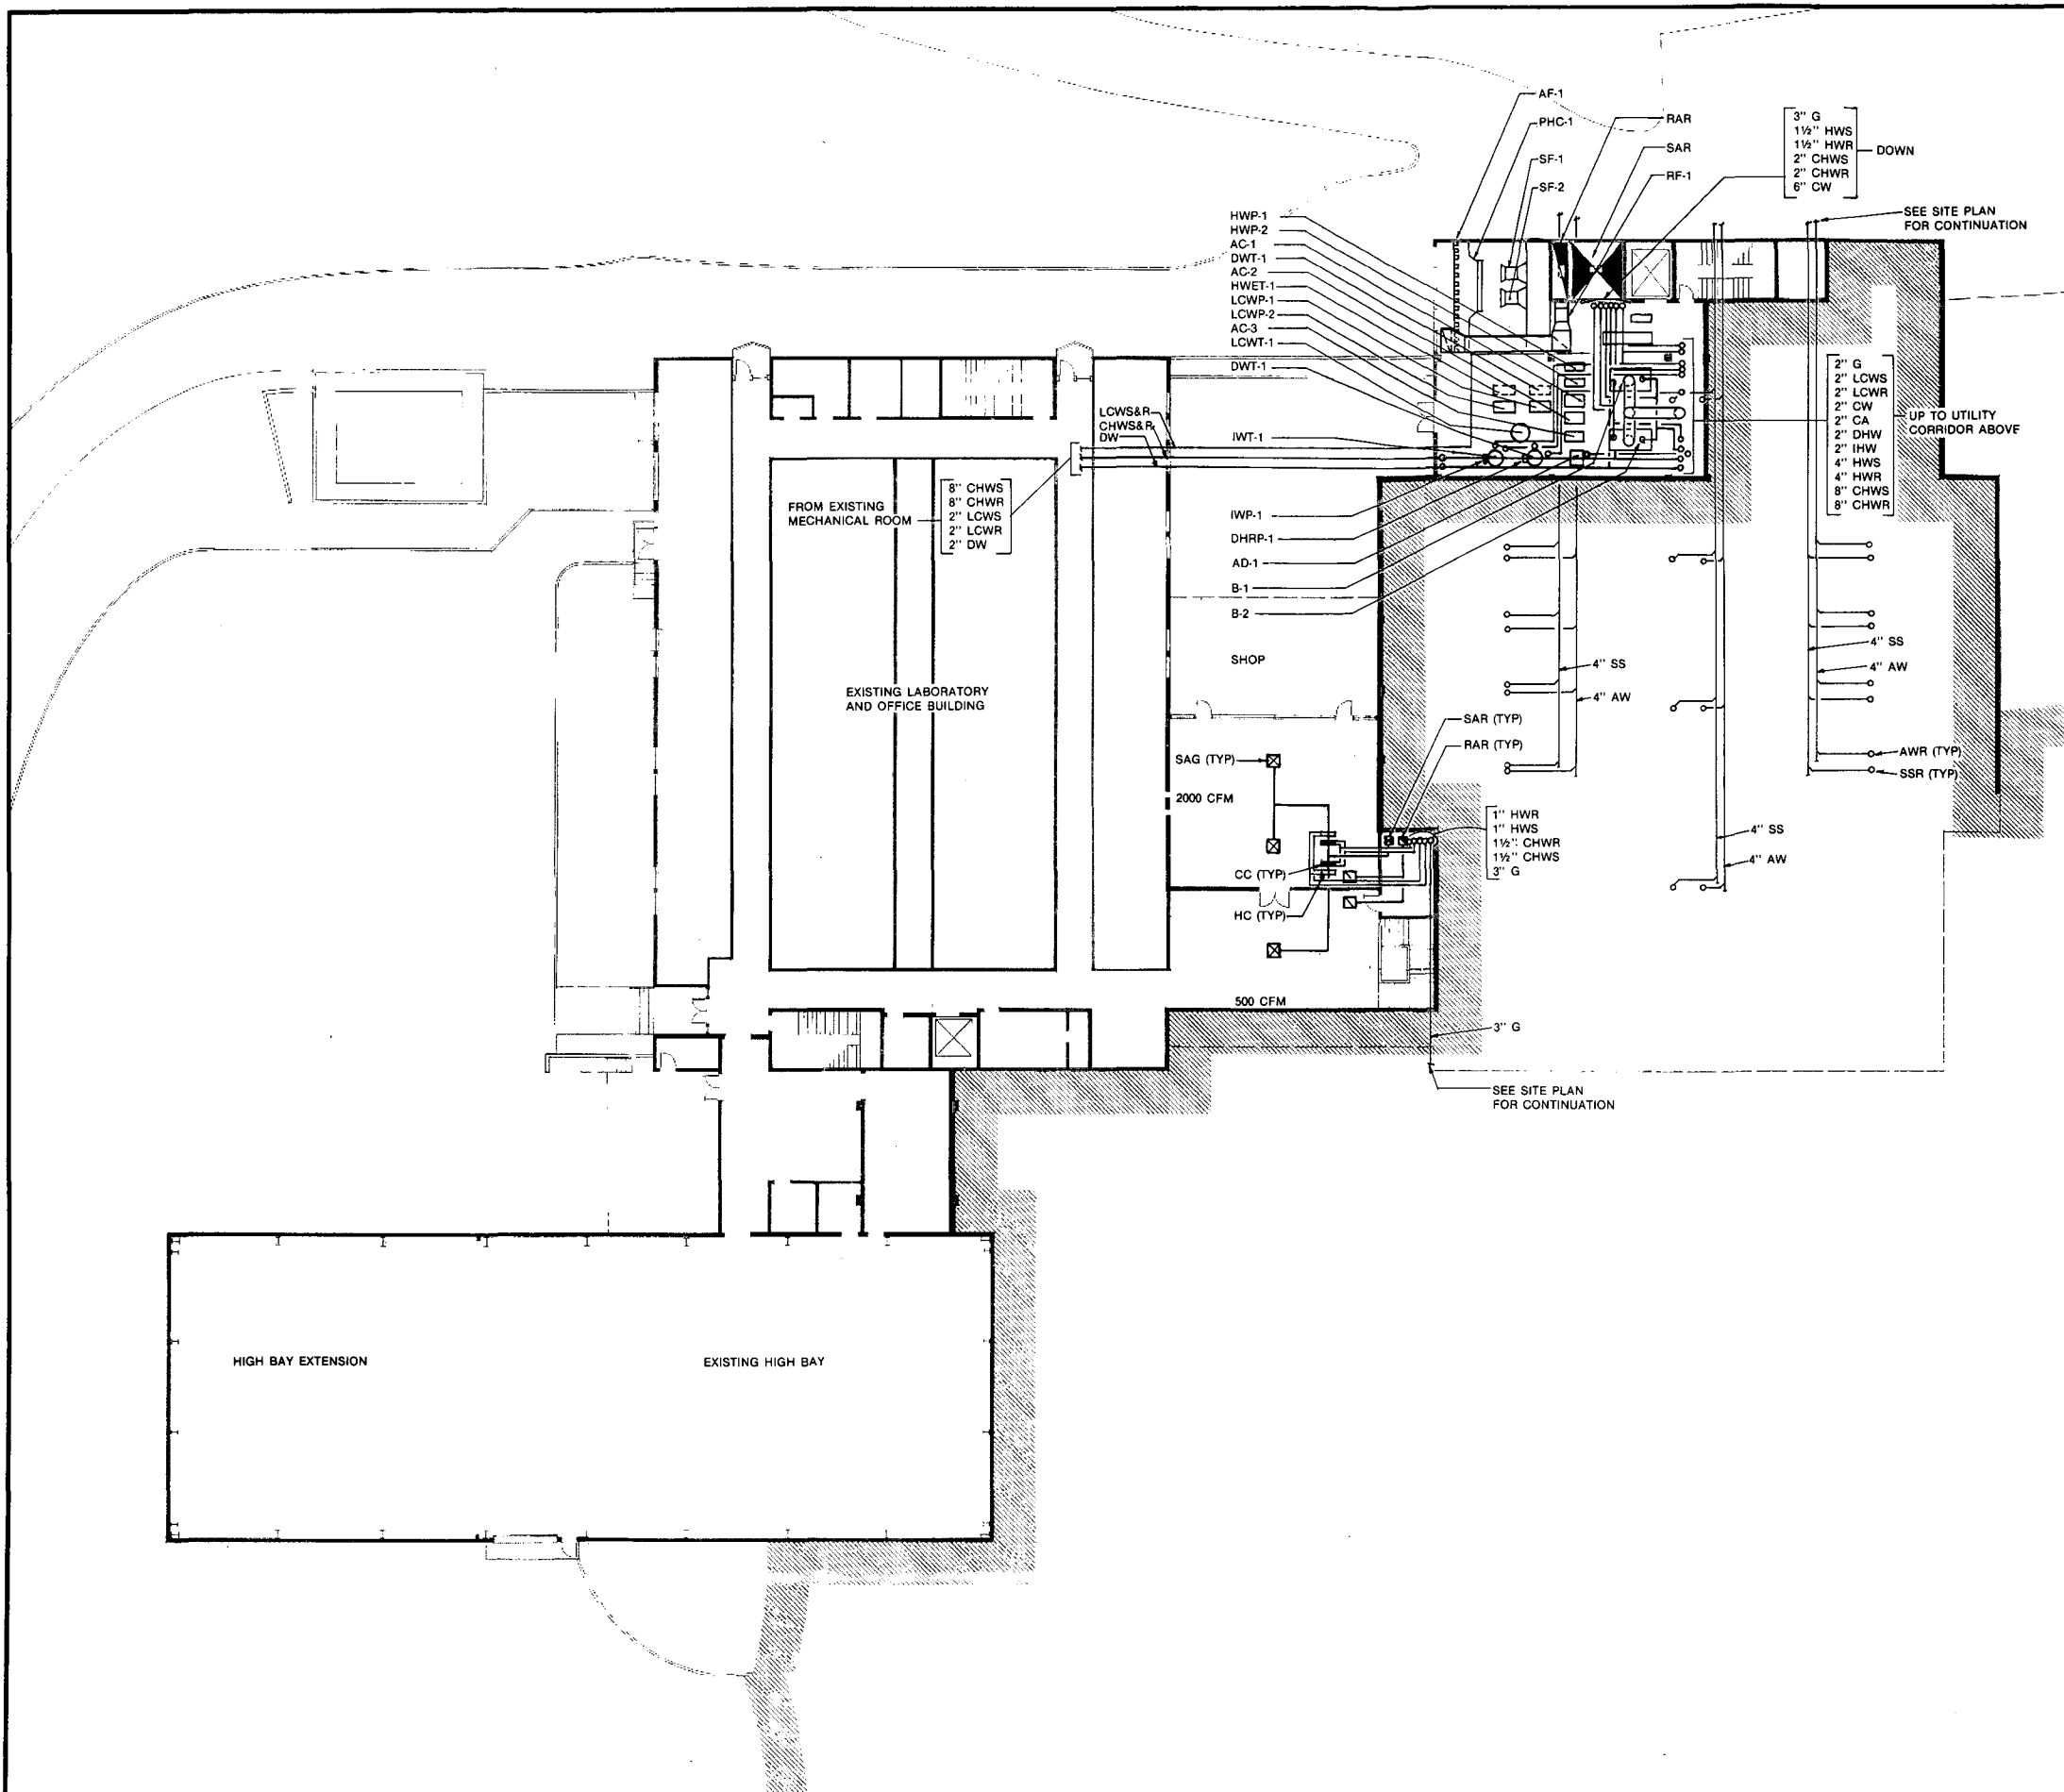 AF-1
PHC-1
SF-1
SF-2
RAR
SAR
RF-1
3" G
1½" HWS
1½" HWR
2" CHWS
2" CHWR
6" CW
DOWN
SEE SITE PLAN
FOR CONTINUATION
HWP-1
HWP-2
AC-1
DWT-1
AC-2
HWET-1
LCWP-1
LCWP-2
AC-3
LCWT-1
DWT-1
2" G
2" LCWS
2" LCWR
2" CW
2" CA
2" DHW
2" IHW
4" HWS
4" HWR
8" CHWS
8" CHWR
UP TO UTILITY
CORRIDOR ABOVE
LCWS&R
CHWS&R
DW
IWT-1
FROM EXISTING
MECHANICAL ROOM
8" CHWS
8" CHWR
2" LCWS
2" LCWR
2" DW
IWP-1
DHRP-1
AD-1
B-1
B-2
SHOP
EXISTING LABORATORY
AND OFFICE BUILDING
4" SS
4" AW
4" SS
4" AW
SAR (TYP)
RAR (TYP)
SAG (TYP)
2000 CFM
AWR (TYP)
SSR (TYP)
1" HWR
1" HWS
1½" CHWR
1½" CHWS
3" G
4" SS
4" AW
CC (TYP)
HC (TYP)
500 CFM
3" G
SEE SITE PLAN
FOR CONTINUATION
HIGH BAY EXTENSION
EXISTING HIGH BAY